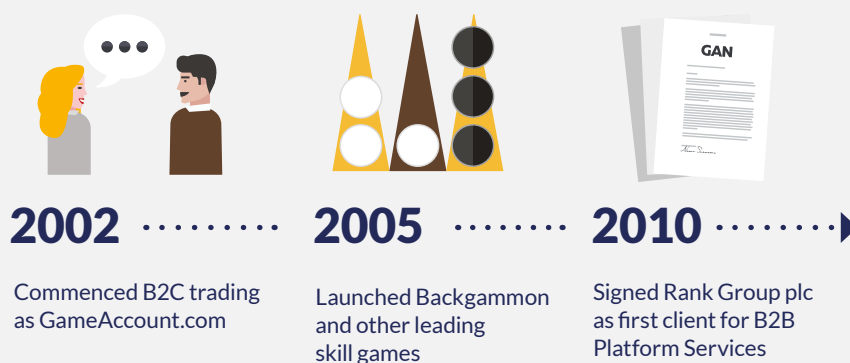 GAN
2002
Commenced B2C trading
as GameAccount.com
2005
Launched Backgammon
and other leading
skill games
2010
Signed Rank Group plc
as first client for B2B
Platform Services